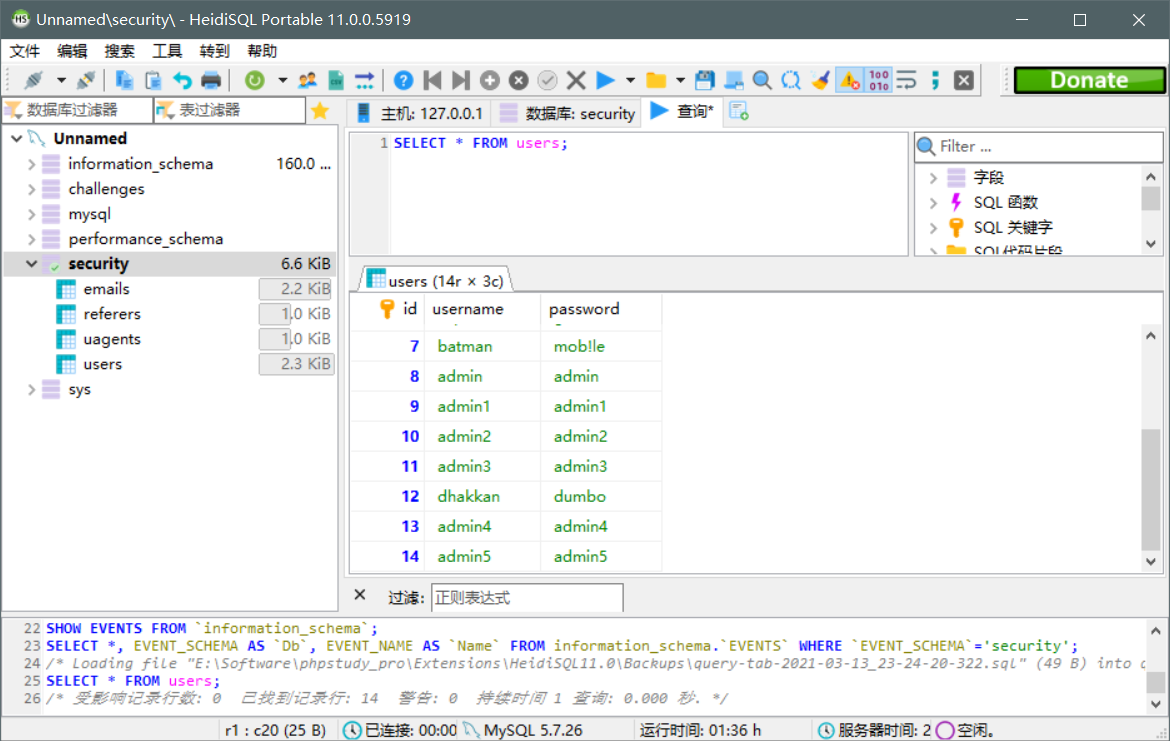 Unnamed\security\ - HeidiSQL Portable 11.0.0.5919
文件 编辑 搜索 工具 转到 帮助
Donate
数据库过滤器 表过滤器
主机: 127.0.0.1 数据库: security 查询*
Unnamed
information_schema 160.0 ...
challenges
mysql
performance_schema
security 6.6 KiB
emails 2.2 KiB
referers 1.0 KiB
uagents 1.0 KiB
users 2.3 KiB
sys
1 SELECT * FROM users;
Filter ...
字段
SQL 函数
SQL 关键字
SQL代码片段
users (14r × 3c)
id username password
7 batman mob!le
8 admin admin
9 admin1 admin1
10 admin2 admin2
11 admin3 admin3
12 dhakkan dumbo
13 admin4 admin4
14 admin5 admin5
过滤: 正则表达式
22 SHOW EVENTS FROM `information_schema`;
23 SELECT *, EVENT_SCHEMA AS `Db`, EVENT_NAME AS `Name` FROM information_schema.`EVENTS` WHERE `EVENT_SCHEMA`='security';
24 /* Loading file "E:\Software\phpstudy_pro\Extensions\HeidiSQL11.0\Backups\query-tab-2021-03-13_23-24-20-322.sql" (49 B) into
25 SELECT * FROM users;
26 /* 受影响记录行数: 0 已找到记录行: 14 警告: 0 持续时间 1 查询: 0.000 秒. */
r1 : c20 (25 B) 已连接: 00:00 MySQL 5.7.26 运行时间: 01:36 h 服务器时间: 2 空闲。